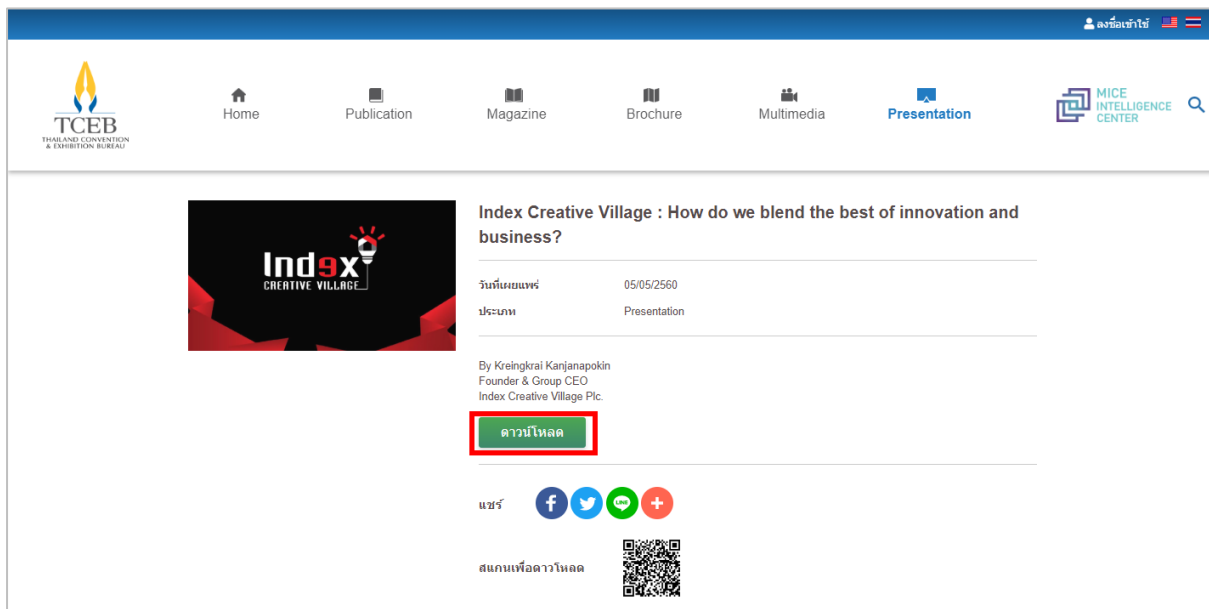 ลงชื่อเข้าใช้
TCEB
THAILAND CONVENTION
& EXHIBITION BUREAU
Home
Publication
Magazine
Brochure
Multimedia
Presentation
MICE
INTELLIGENCE
CENTER
Index
CREATIVE VILLAGE
Index Creative Village : How do we blend the best of innovation and
business?
วันที่เผยแพร่ 05/05/2560
ประเภท Presentation
By Kreingkrai Kanjanapokin
Founder & Group CEO
Index Creative Village Plc.
ดาวน์โหลด
แชร์
LINE
สแกนเพื่อดาวโหลด